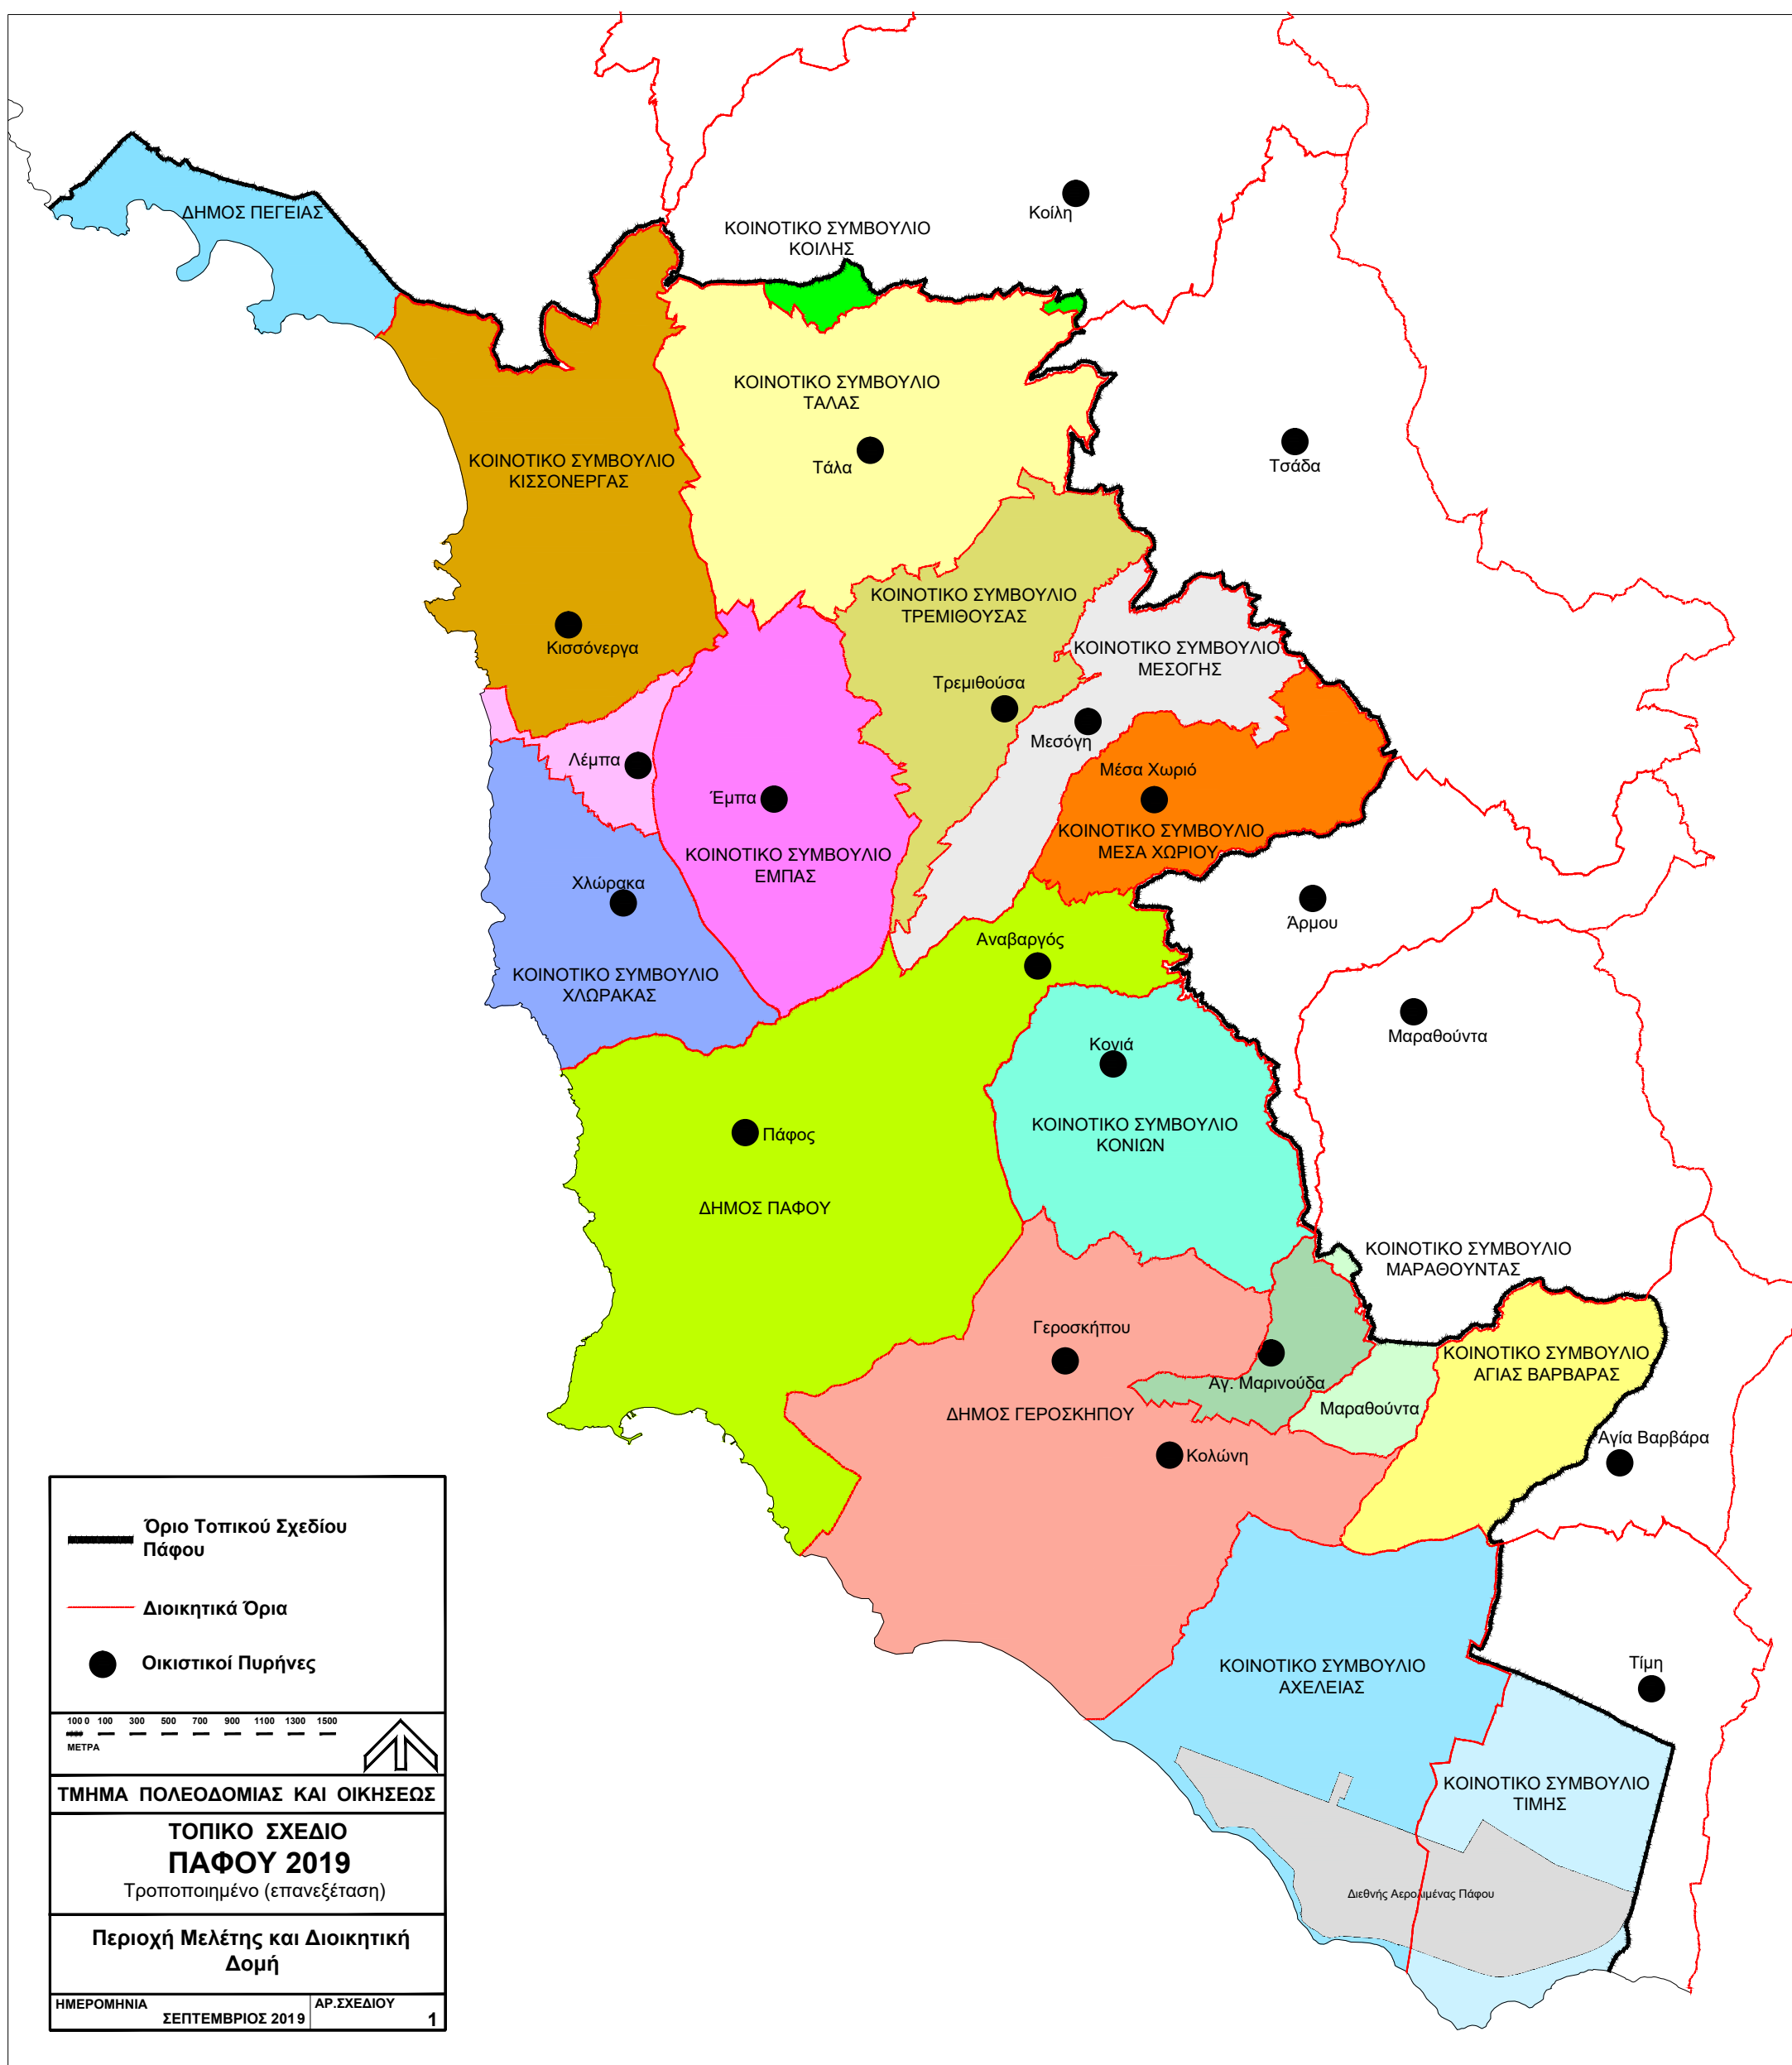 ΔΗΜΟΣ ΠΕΓΕΙΑΣ
Κοίλη
ΚΟΙΝΟΤΙΚΟ ΣΥΜΒΟΥΛΙΟ
ΚΟΙΛΗΣ
ΚΟΙΝΟΤΙΚΟ ΣΥΜΒΟΥΛΙΟ
ΤΑΛΑΣ
Τάλα
Τσάδα
ΚΟΙΝΟΤΙΚΟ ΣΥΜΒΟΥΛΙΟ
ΚΙΣΣΟΝΕΡΓΑΣ
Κισσόνεργα
ΚΟΙΝΟΤΙΚΟ ΣΥΜΒΟΥΛΙΟ
ΤΡΕΜΙΘΟΥΣΑΣ
Τρεμιθούσα
ΚΟΙΝΟΤΙΚΟ ΣΥΜΒΟΥΛΙΟ
ΜΕΣΟΓΗΣ
Μεσόγη
Λέμπα
Έμπα
ΚΟΙΝΟΤΙΚΟ ΣΥΜΒΟΥΛΙΟ
ΕΜΠΑΣ
Μέσα Χωριό
ΚΟΙΝΟΤΙΚΟ ΣΥΜΒΟΥΛΙΟ
ΜΕΣΑ ΧΩΡΙΟΥ
Χλώρακα
ΚΟΙΝΟΤΙΚΟ ΣΥΜΒΟΥΛΙΟ
ΧΛΩΡΑΚΑΣ
Άρμου
Αναβαργός
Μαραθούντα
Κονιά
ΚΟΙΝΟΤΙΚΟ ΣΥΜΒΟΥΛΙΟ
ΚΟΝΙΩΝ
Πάφος
ΔΗΜΟΣ ΠΑΦΟΥ
ΚΟΙΝΟΤΙΚΟ ΣΥΜΒΟΥΛΙΟ
ΜΑΡΑΘΟΥΝΤΑΣ
Γεροσκήπου
ΔΗΜΟΣ ΓΕΡΟΣΚΗΠΟΥ
Αγ. Μαρινούδα
Μαραθούντα
ΚΟΙΝΟΤΙΚΟ ΣΥΜΒΟΥΛΙΟ
ΑΓΙΑΣ ΒΑΡΒΑΡΑΣ
Αγία Βαρβάρα
Κολώνη
ΚΟΙΝΟΤΙΚΟ ΣΥΜΒΟΥΛΙΟ
ΑΧΕΛΕΙΑΣ
Τίμη
ΚΟΙΝΟΤΙΚΟ ΣΥΜΒΟΥΛΙΟ
ΤΙΜΗΣ
Διεθνής Αερολιμένας Πάφου
Όριο Τοπικού Σχεδίου
Πάφου
Διοικητικά Όρια
Οικιστικοί Πυρήνες
100 0 100 300 500 700 900 1100 1300 1500
ΜΕΤΡΑ
ΤΜΗΜΑ ΠΟΛΕΟΔΟΜΙΑΣ ΚΑΙ ΟΙΚΗΣΕΩΣ
ΤΟΠΙΚΟ ΣΧΕΔΙΟ
ΠΑΦΟΥ 2019
Τροποποιημένο (επανεξέταση)
Περιοχή Μελέτης και Διοικητική
Δομή
ΗΜΕΡΟΜΗΝΙΑ
ΣΕΠΤΕΜΒΡΙΟΣ 2019
ΑΡ.ΣΧΕΔΙΟΥ
1